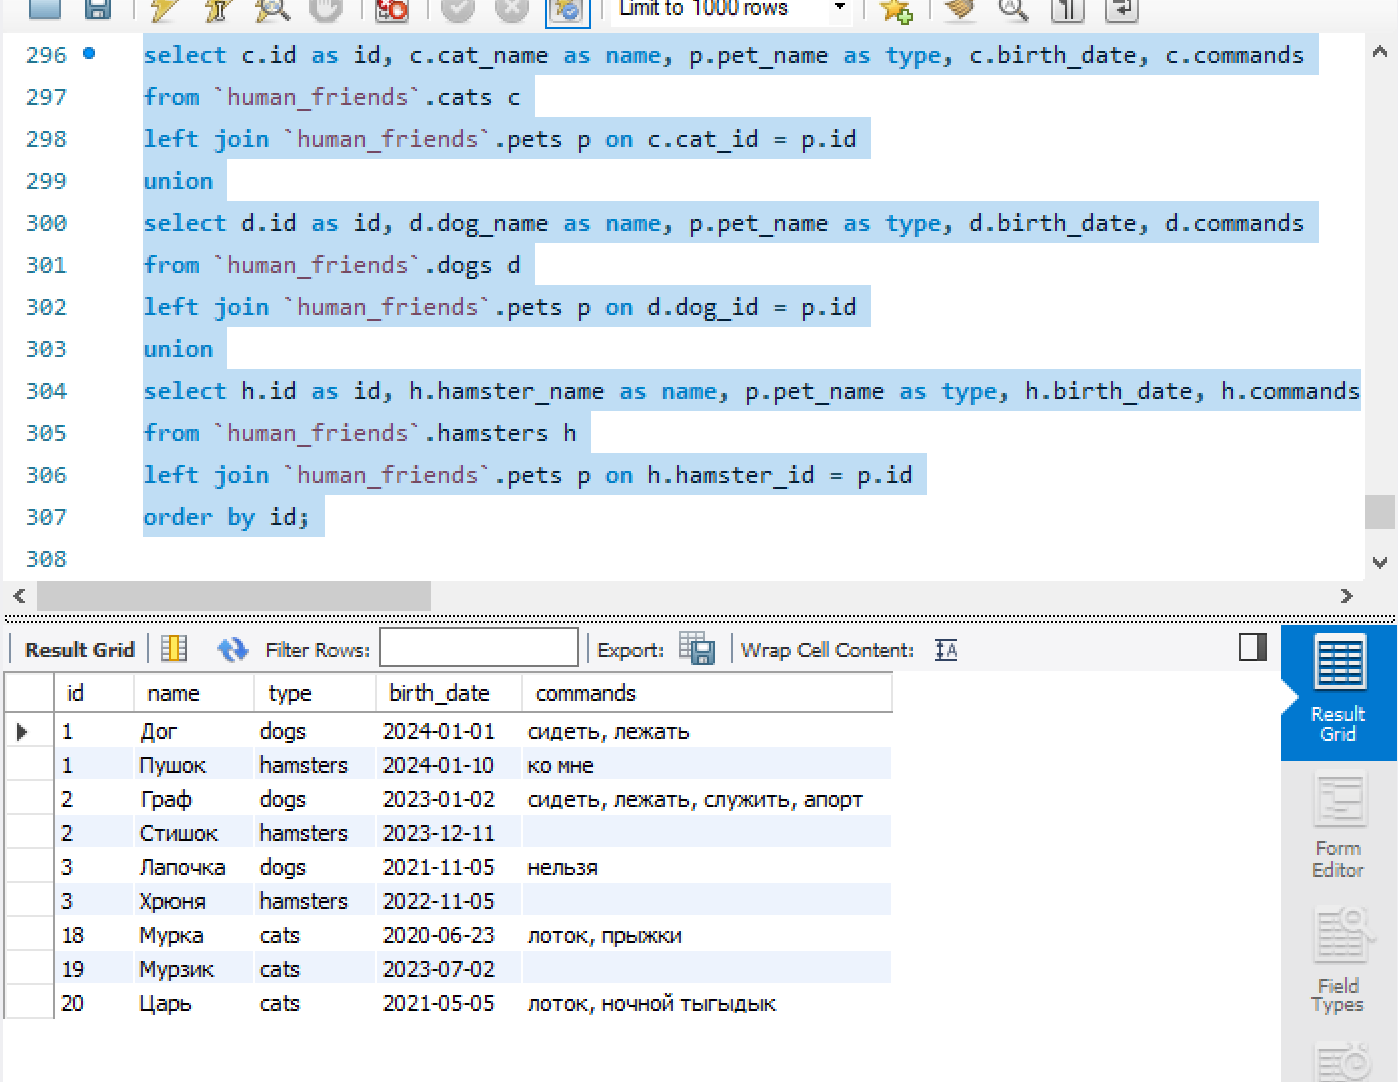 Limit to 1000 rows
296 select c.id as id, c.cat_name as name, p.pet_name as type, c.birth_date, c.commands
297 from `human_friends`.cats c
298 left join `human_friends`.pets p on c.cat_id = p.id
299 union
300 select d.id as id, d.dog_name as name, p.pet_name as type, d.birth_date, d.commands
301 from `human_friends`.dogs d
302 left join `human_friends`.pets p on d.dog_id = p.id
303 union
304 select h.id as id, h.hamster_name as name, p.pet_name as type, h.birth_date, h.commands
305 from `human_friends`.hamsters h
306 left join `human_friends`.pets p on h.hamster_id = p.id
307 order by id;
308
Result Grid Filter Rows: Export: Wrap Cell Content: IA
id name type birth_date commands
1 Дог dogs 2024-01-01 сидеть, лежать
1 Пушок hamsters 2024-01-10 ко мне
2 Граф dogs 2023-01-02 сидеть, лежать, служить, апорт
2 Стишок hamsters 2023-12-11
3 Лапочка dogs 2021-11-05 нельзя
3 Хрюня hamsters 2022-11-05
18 Мурка cats 2020-06-23 лоток, прыжки
19 Мурзик cats 2023-07-02
20 Царь cats 2021-05-05 лоток, ночной тыгыдык
Result
Grid
Form
Editor
Field
Types